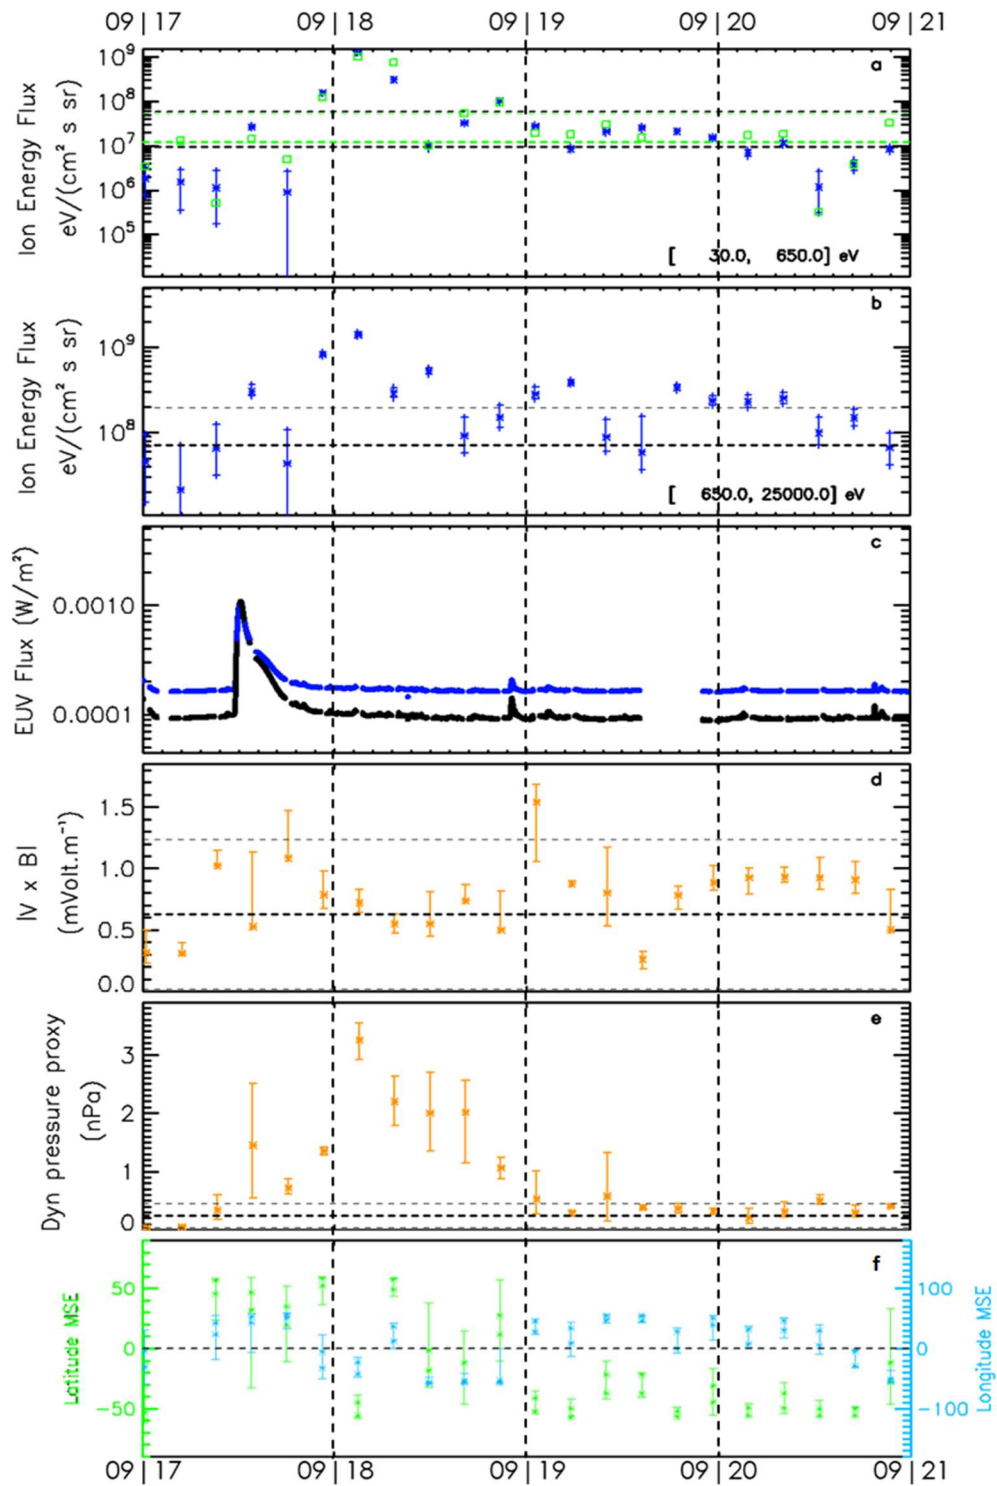 09|17 09|18 09|19 09|20 09|21
a
Ion Energy Flux
eV/(cm² s sr)
10⁹
10⁸
10⁷
10⁶
10⁵
[ 30.0, 650.0] eV
b
Ion Energy Flux
eV/(cm² s sr)
10⁹
10⁸
[ 650.0, 25000.0] eV
c
EUV Flux (W/m²)
0.0010
0.0001
d
|v x B|
(mVolt.m⁻¹)
1.5
1.0
0.5
0.0
e
Dyn pressure proxy
(nPa)
3
2
1
0
f
Latitude MSE
50
0
−50
100
0
−100
Longitude MSE
09|17 09|18 09|19 09|20 09|21